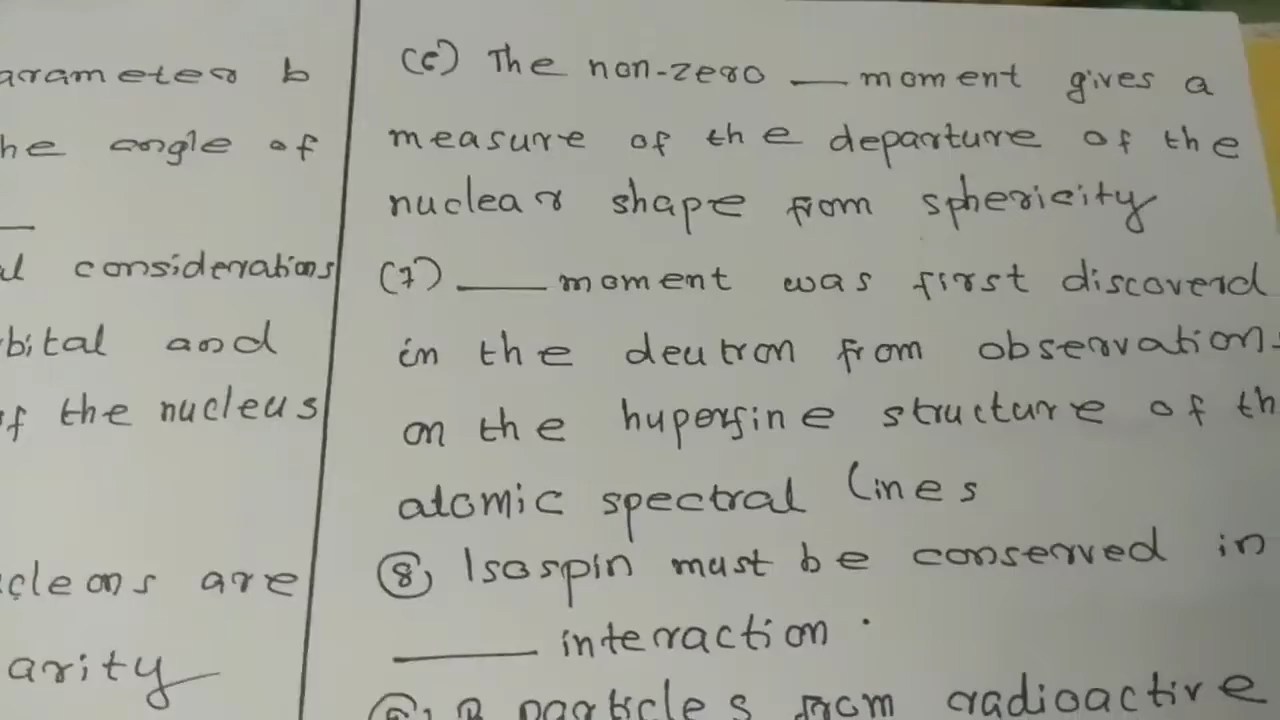 arameter b
he angle of
l considerations
bital and
f the nucleus
cleons are
arity
(6) The non-zero ___ moment gives a
measure of the departure of the
nuclear shape from sphericity
(7) ___ moment was first discoverd
in the deutron from observation
on the huperfine structure of th
atomic spectral lines
8) Isospin must be conserved in
___ interaction.
particles from radioactive